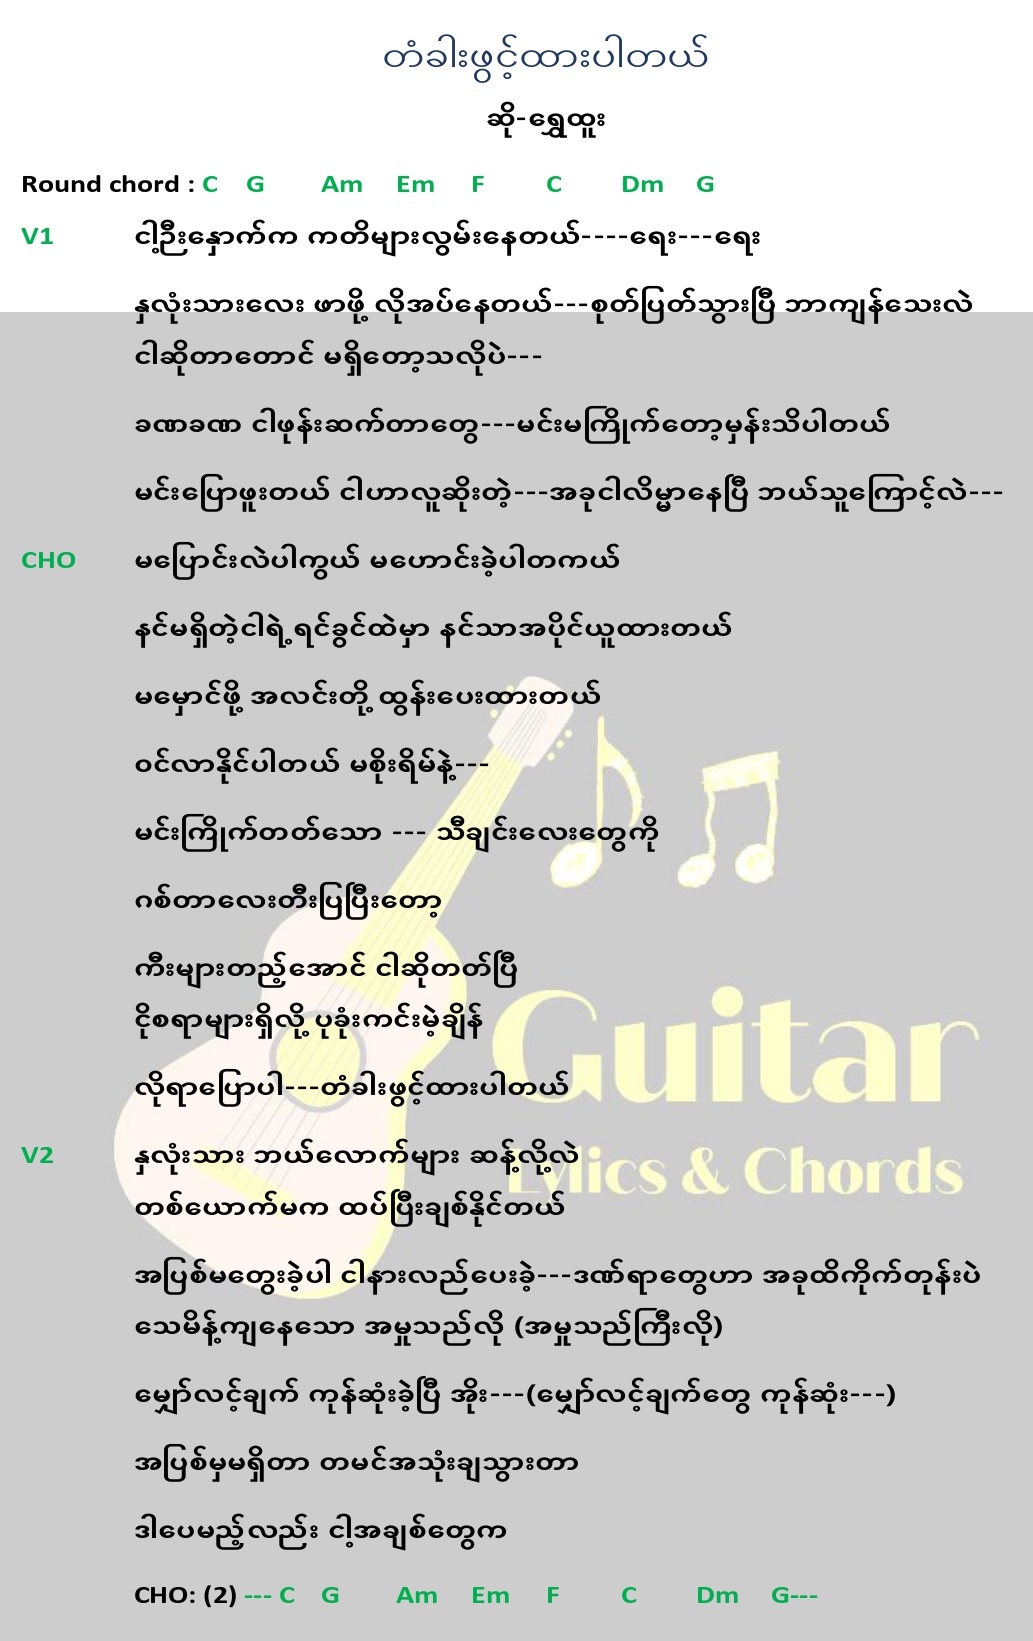 တံခါးဖွင့်ထားပါတယ်
ဆို-ရွှေထူး
Round chord : C G Am Em F C Dm G
V1 ငါ့ဦးနှောက်က ကတိများလွမ်းနေတယ်----ရေး---ရေး
နှလုံးသားလေး ဖာဖို့ လိုအပ်နေတယ်---စုတ်ပြတ်သွားပြီ ဘာကျန်သေးလဲ
ငါဆိုတာတောင် မရှိတော့သလိုပဲ---
ခဏခဏ ငါဖုန်းဆက်တာတွေ---မင်းမကြိုက်တော့မှန်းသိပါတယ်
မင်းပြောဖူးတယ် ငါဟာလူဆိုးတဲ့---အခုငါလိမ္မာနေပြီ ဘယ်သူကြောင့်လဲ---
CHO မပြောင်းလဲပါကွယ် မဟောင်းခဲ့ပါတကယ်
နင်မရှိတဲ့ငါရဲ့ရင်ခွင်ထဲမှာ နင်သာအပိုင်ယူထားတယ်
မမှောင်ဖို့ အလင်းတို့ ထွန်းပေးထားတယ်
ဝင်လာနိုင်ပါတယ် မစိုးရိမ်နဲ့---
မင်းကြိုက်တတ်သော --- သီချင်းလေးတွေကို
ဂစ်တာလေးတီးပြပြီးတော့
ကီးများတည့်အောင် ငါဆိုတတ်ပြီ
ငိုစရာများရှိလို့ ပုခုံးကင်းမဲ့ချိန်
လိုရာပြောပါ---တံခါးဖွင့်ထားပါတယ်
V2 နှလုံးသား ဘယ်လောက်များ ဆန့်လို့လဲ
တစ်ယောက်မက ထပ်ပြီးချစ်နိုင်တယ်
အပြစ်မတွေးခဲ့ပါ ငါနားလည်ပေးခဲ့---ဒဏ်ရာတွေဟာ အခုထိကိုက်တုန်းပဲ
သေမိန့်ကျနေသော အမှုသည်လို (အမှုသည်ကြီးလို)
မျှော်လင့်ချက် ကုန်ဆုံးခဲ့ပြီ အိုး---(မျှော်လင့်ချက်တွေ ကုန်ဆုံး---)
အပြစ်မှမရှိတာ တမင်အသုံးချသွားတာ
ဒါပေမည့်လည်း ငါ့အချစ်တွေက
CHO: (2) --- C G Am Em F C Dm G---
Guitar
Lyrics & Chords